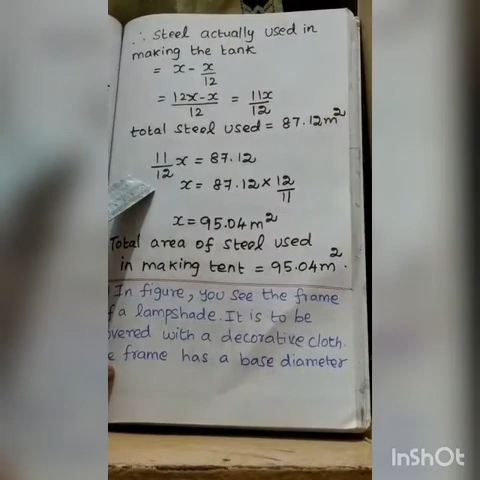 ∴ Steel actually used in
making the tank
= x - x/12
= 12x-x/12 = 11x/12
total steel used = 87.12m²
11/12 x = 87.12
x = 87.12 × 12/11
x = 95.04m²
Total area of steel used
in making tent = 95.04m².
In figure, you see the frame
f a lampshade. It is to be
overed with a decorative cloth.
e frame has a base diameter
InShOt